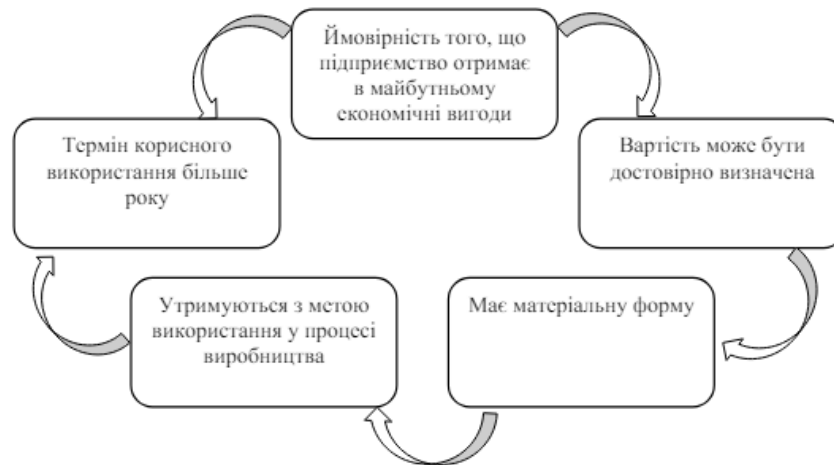 Ймовірність того, що
підприємство отримає
в майбутньому
економічні вигоди
Термін корисного
використання більше
року
Вартість може бути
достовірно визначена
Утримуються з метою
використання у процесі
виробництва
Має матеріальну форму